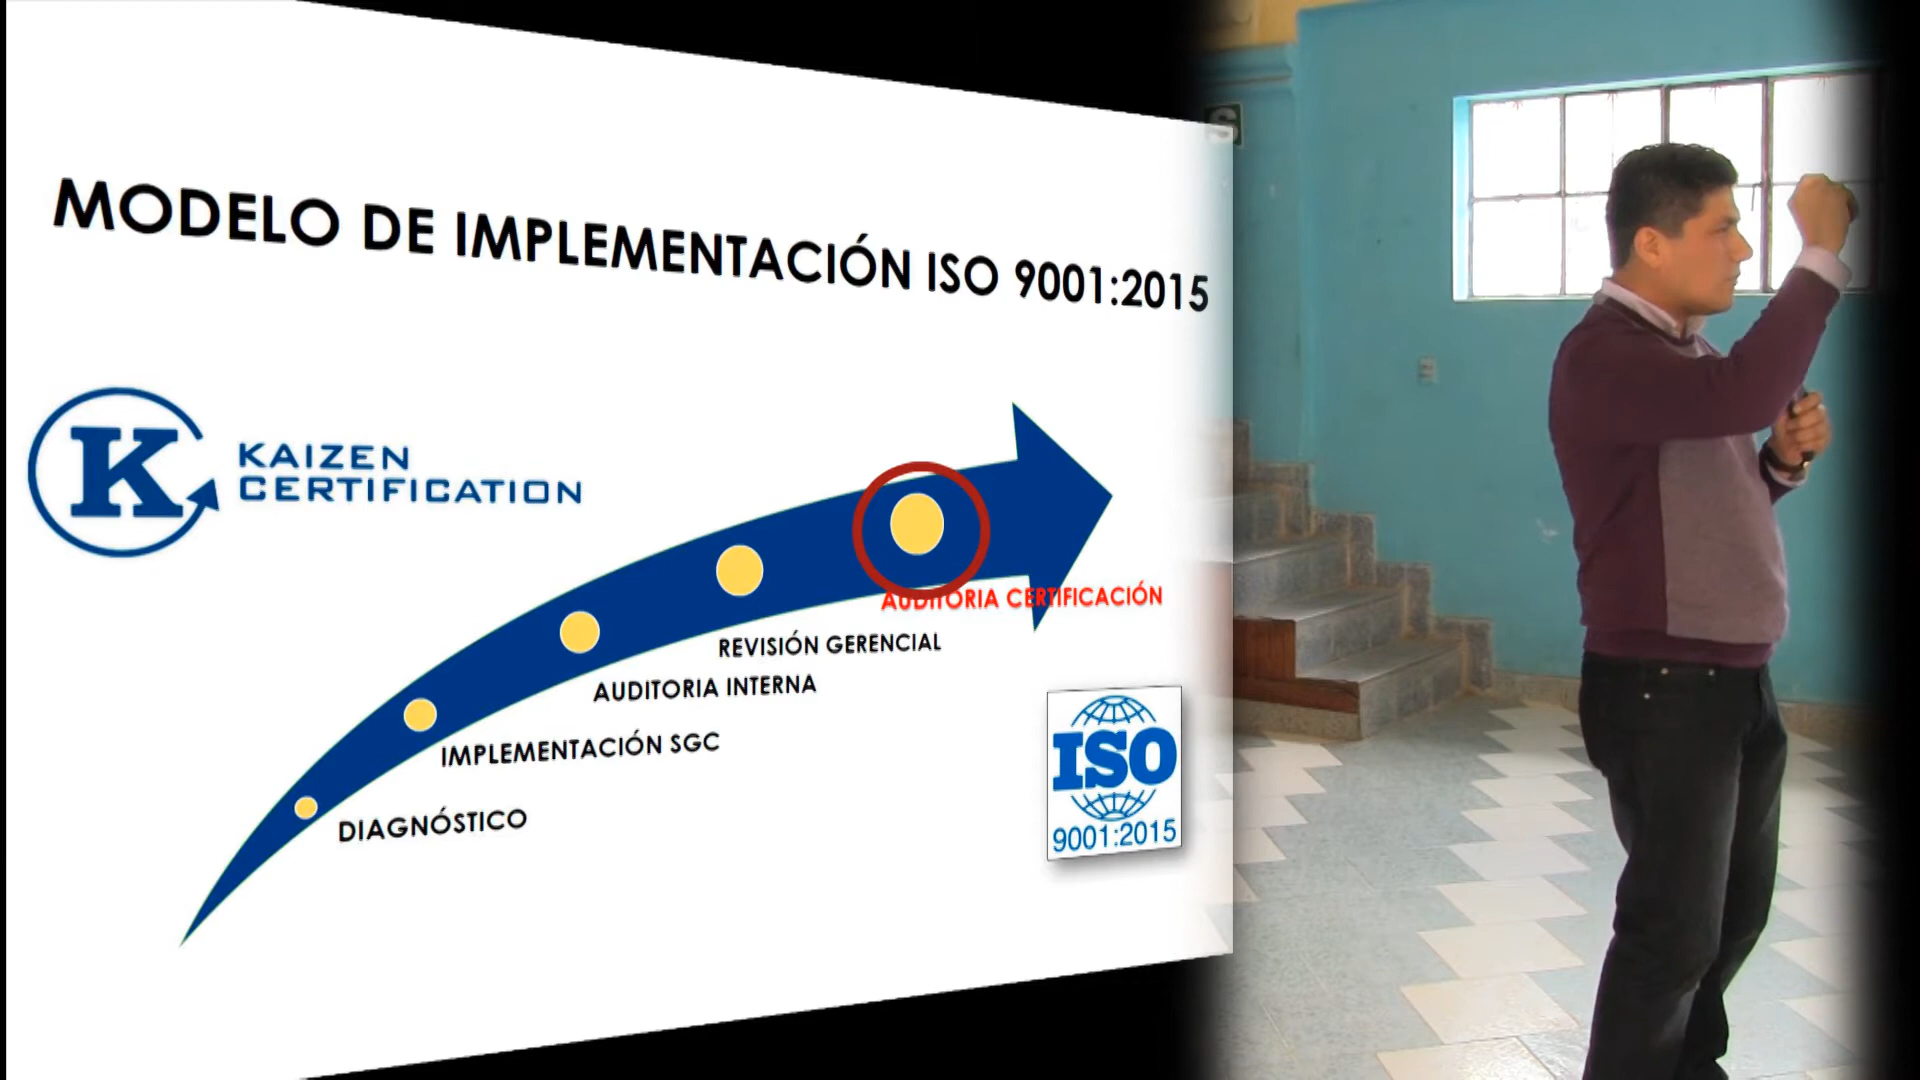 MODELO DE IMPLEMENTACIÓN ISO 9001:2015
K
KAIZEN
CERTIFICATION
AUDITORIA CERTIFICACIÓN
REVISIÓN GERENCIAL
AUDITORIA INTERNA
IMPLEMENTACIÓN SGC
DIAGNÓSTICO
ISO
9001:2015
S